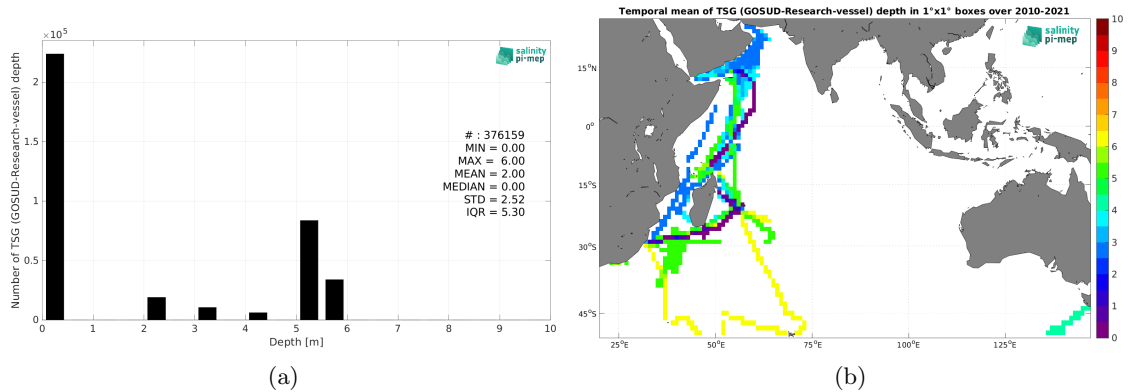 ×10⁵
2
1.5
1
0.5
0
Number of TSG (GOSUD-Research-vessel) depth
0 1 2 3 4 5 6 7 8 9 10
Depth [m]
salinity
pi-mep
# : 376159
MIN = 0.00
MAX = 6.00
MEAN = 2.00
MEDIAN = 0.00
STD = 2.52
IQR = 5.30
(a)
Temporal mean of TSG (GOSUD-Research-vessel) depth in 1°x1° boxes over 2010-2021
salinity
pi-mep
15°N
0°
15°S
30°S
45°S
25°E 50°E 75°E 100°E 125°E
10
9
8
7
6
5
4
3
2
1
0
(b)